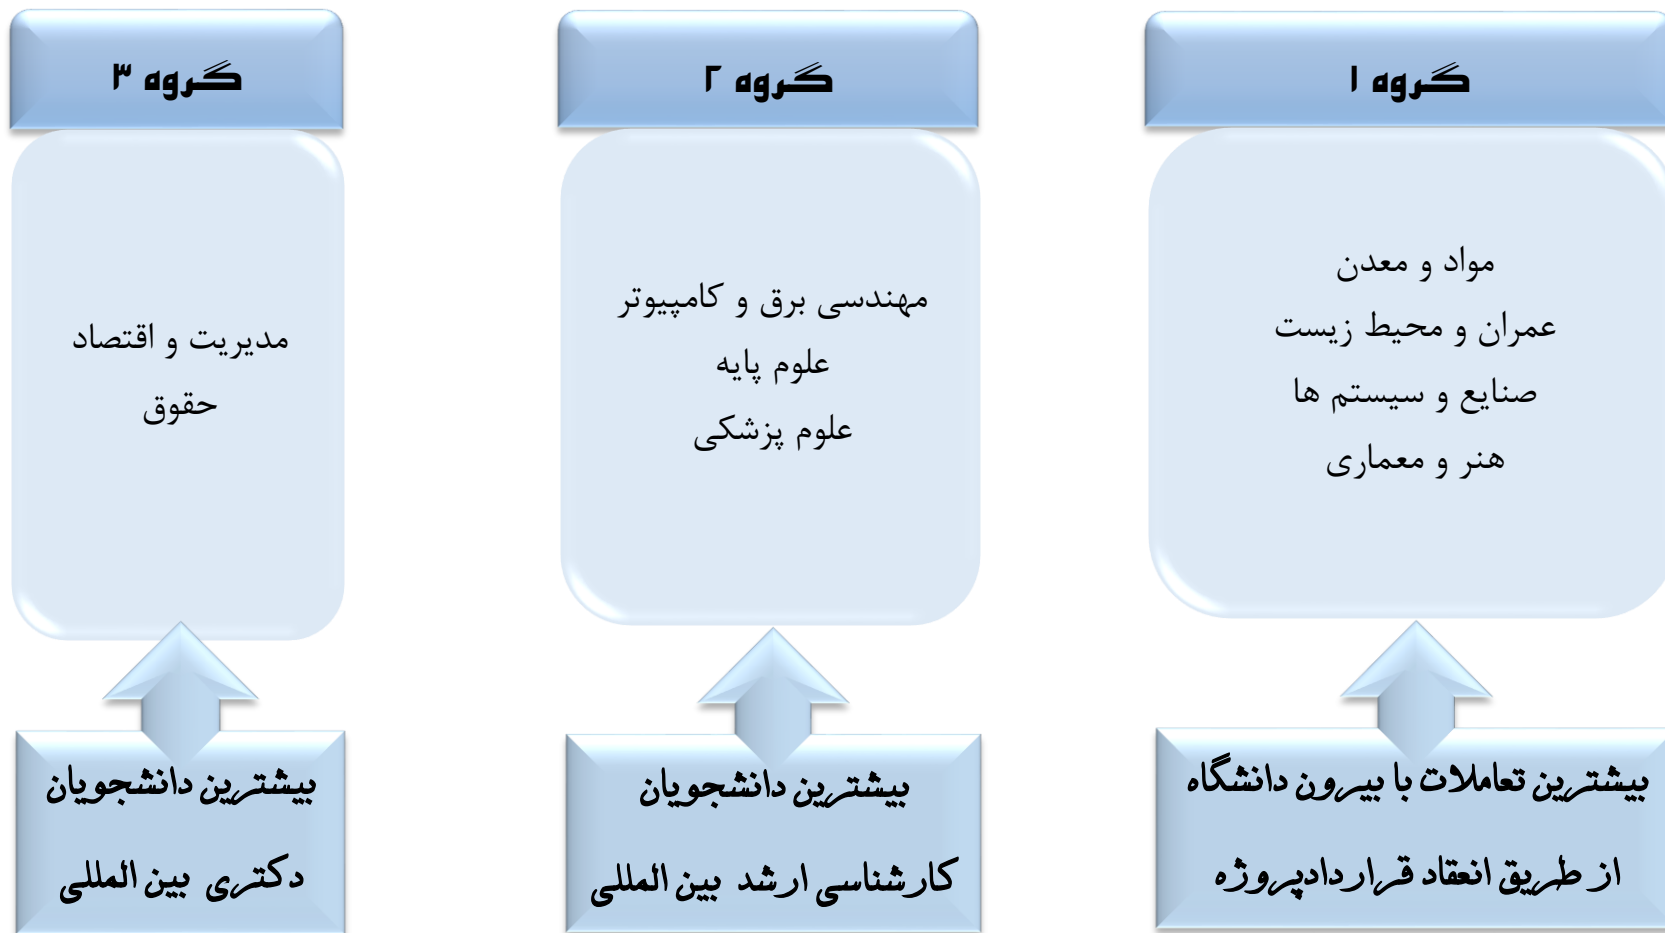 گروه ۱
مواد و معدن
عمران و محیط زیست
صنایع و سیستم ها
هنر و معماری
بیشترین تعاملات با بیرون دانشگاه
از طریق انعقاد قراردادپروژه
گروه ۲
مهندسی برق و کامپیوتر
علوم پایه
علوم پزشکی
بیشترین دانشجویان
کارشناسی ارشد بین المللی
گروه ۳
مدیریت و اقتصاد
حقوق
بیشترین دانشجویان
دکتری بین المللی